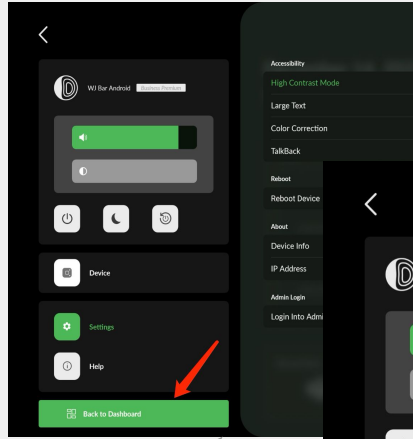 WJ Bar Android
Business Premium
Device
Settings
Help
Back to Dashboard
Accessibility
High Contrast Mode
Large Text
Color Correction
TalkBack
Reboot
Reboot Device
About
Device Info
IP Address
Admin Login
Login Into Admi